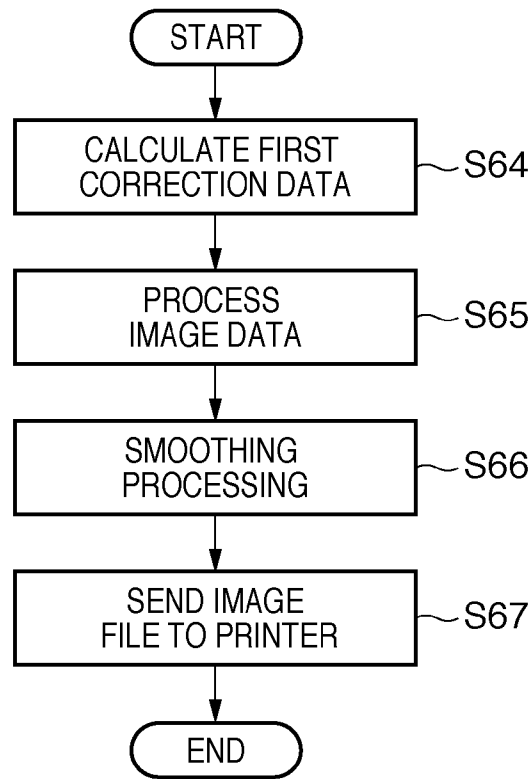 START
CALCULATE FIRST
CORRECTION DATA
S64
PROCESS
IMAGE DATA
S65
SMOOTHING
PROCESSING
S66
SEND IMAGE
FILE TO PRINTER
S67
END